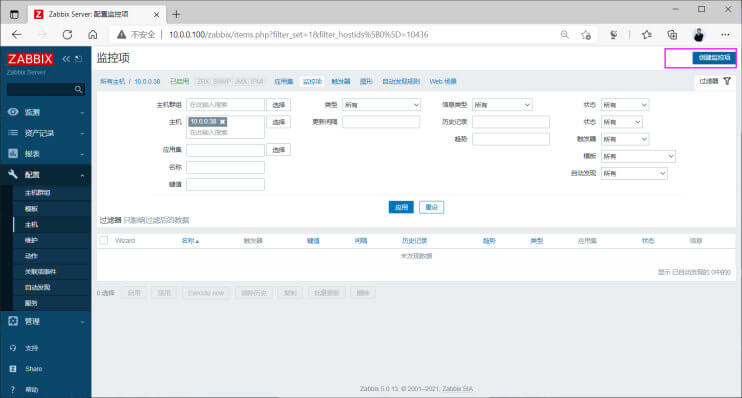 Zabbix Server: 配置监控项
不安全 | 10.0.0.100/zabbix/items.php?filter_set=1&filter_hostids%5B0%5D=10436
ZABBIX
Zabbix Server
监测
资产记录
报表
配置
主机群组
模板
主机
维护
动作
关联项事件
自动发现
服务
管理
支持
Share
帮助
监控项
创建监控项
所有主机 / 10.0.0.38 已启用 ZBX SNMP JMX IPMI 应用集 监控项 触发器 图形 自动发现规则 Web 场景
过滤器
主机群组 在此输入搜索 选择 类型 所有 信息类型 所有 状态 所有
主机 10.0.0.38 选择 更新间隔 历史记录 状态 所有
在此输入搜索
趋势 触发器 所有
应用集 选择 模板 所有
名称 自动发现 所有
键值
应用 重设
过滤器 只影响过滤后的数据
Wizard 名称▲ 触发器 键值 间隔 历史记录 趋势 类型 应用集 状态 信息
未发现数据
显示 已自动发现的 0中的0
0 选择 启用 禁用 Execute now 清除历史 复制 批量更新 删除
Zabbix 5.0.13. © 2001–2021, Zabbix SIA